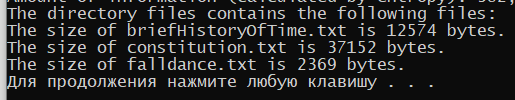 Amount of information (calculated by entropy): 562,
The directory files contains the following files:
The size of briefHistoryOfTime.txt is 12574 bytes.
The size of constitution.txt is 37152 bytes.
The size of falldance.txt is 2369 bytes.
Для продолжения нажмите любую клавишу . . .